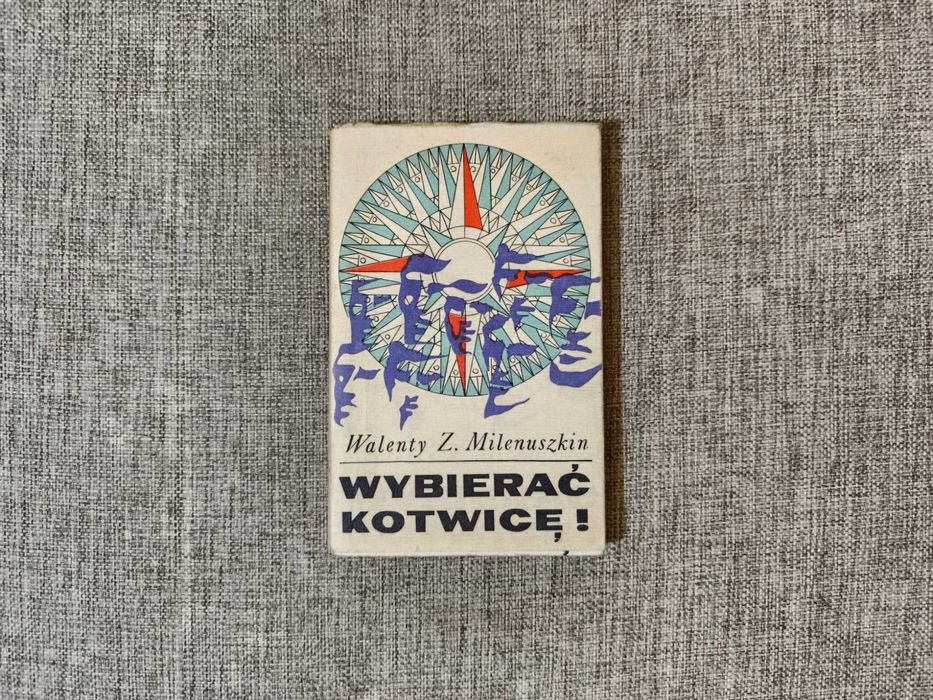 Walenty Z. Milenuszkin
WYBIERAĆ
KOTWICĘ!